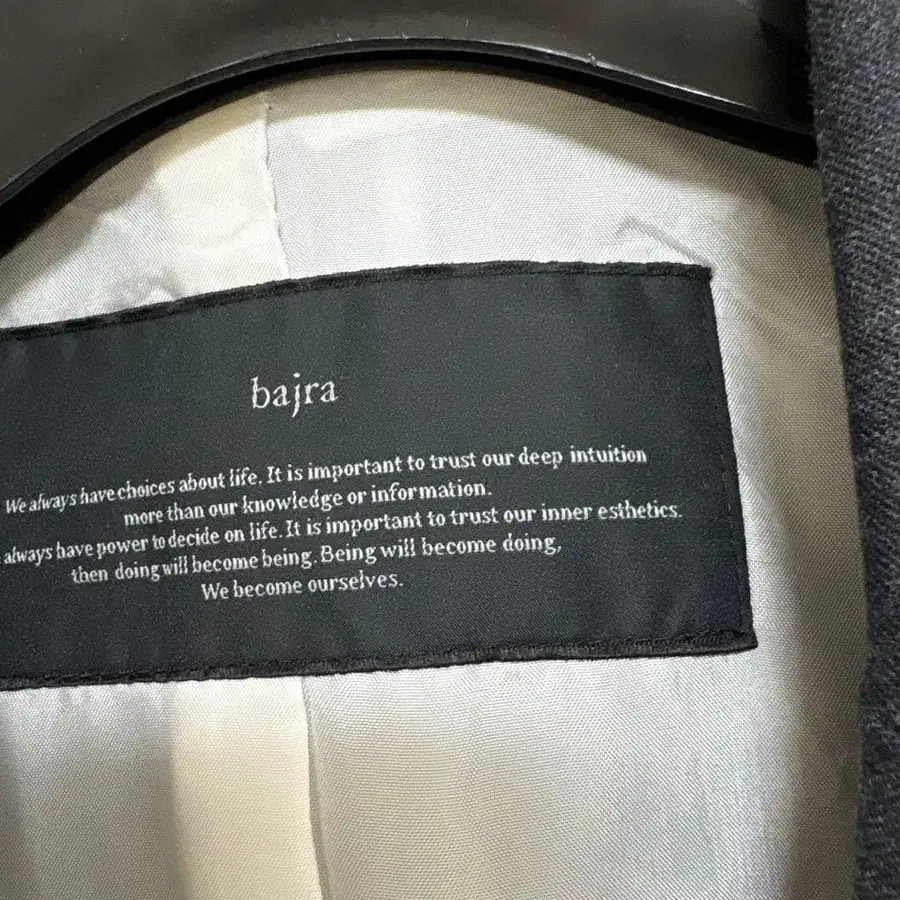 bajra
We always have choices about life. It is important to trust our deep intuition
more than our knowledge or information.
always have power to decide on life. It is important to trust our inner esthetics.
then doing will become being. Being will become doing,
We become ourselves.